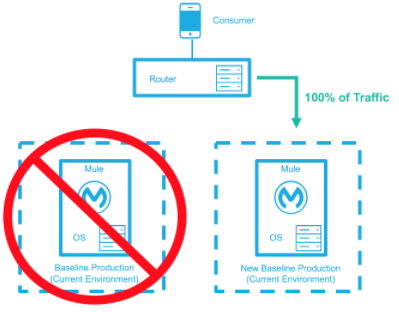 Consumer
Router
100% of Traffic
Mule
OS
Baseline Production
(Current Environment)
Mule
OS
New Baseline Production
(Current Environment)